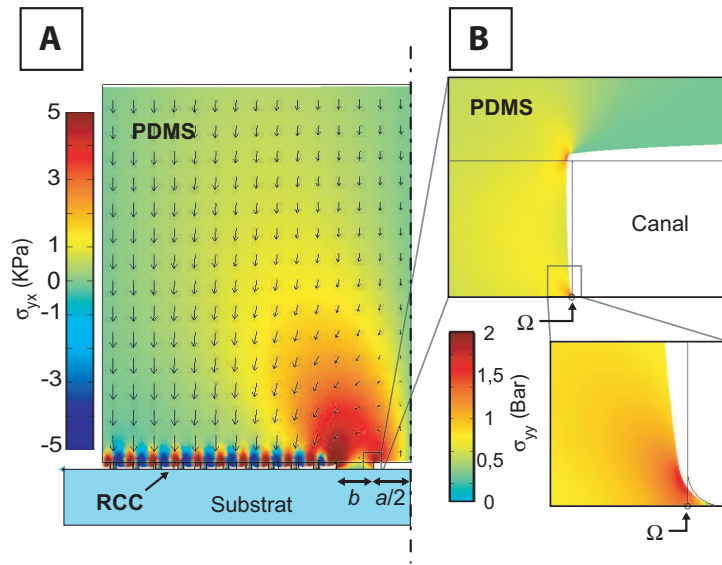 A
PDMS
5
3
1
0
-1
-3
-5
σyx (KPa)
RCC
Substrat
b
a/2
B
PDMS
Canal
Ω
2
1,5
1
0,5
0
σyy (Bar)
Ω